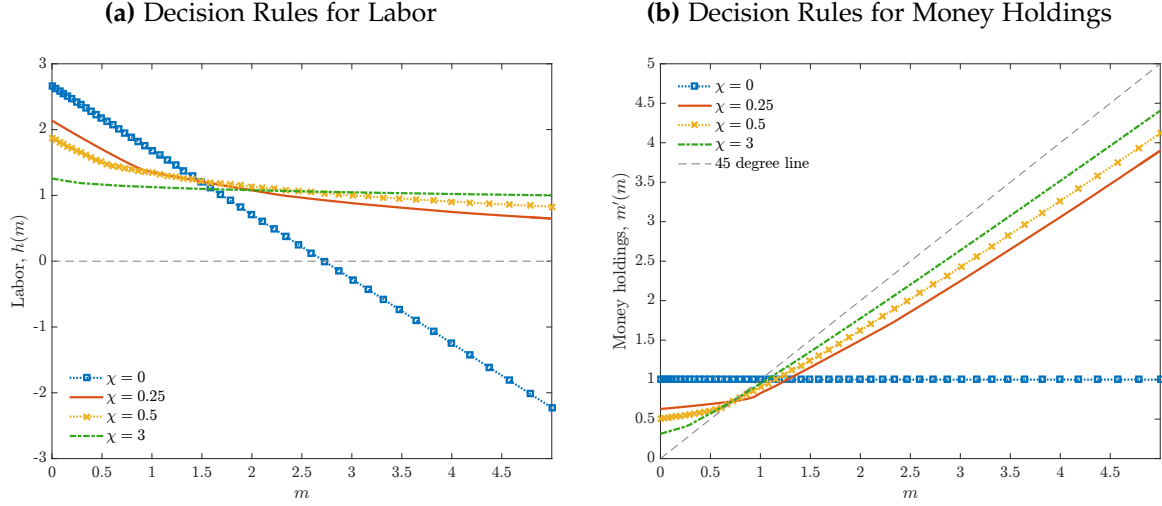 (a) Decision Rules for Labor
3
2
1
0
-1
-2
-3
Labor, h(m)
χ = 0
χ = 0.25
χ = 0.5
χ = 3
0 0.5 1 1.5 2 2.5 3 3.5 4 4.5
m
(b) Decision Rules for Money Holdings
5
4.5
4
3.5
3
2.5
2
1.5
1
0.5
0
Money holdings, m′(m)
χ = 0
χ = 0.25
χ = 0.5
χ = 3
45 degree line
0 0.5 1 1.5 2 2.5 3 3.5 4 4.5
m